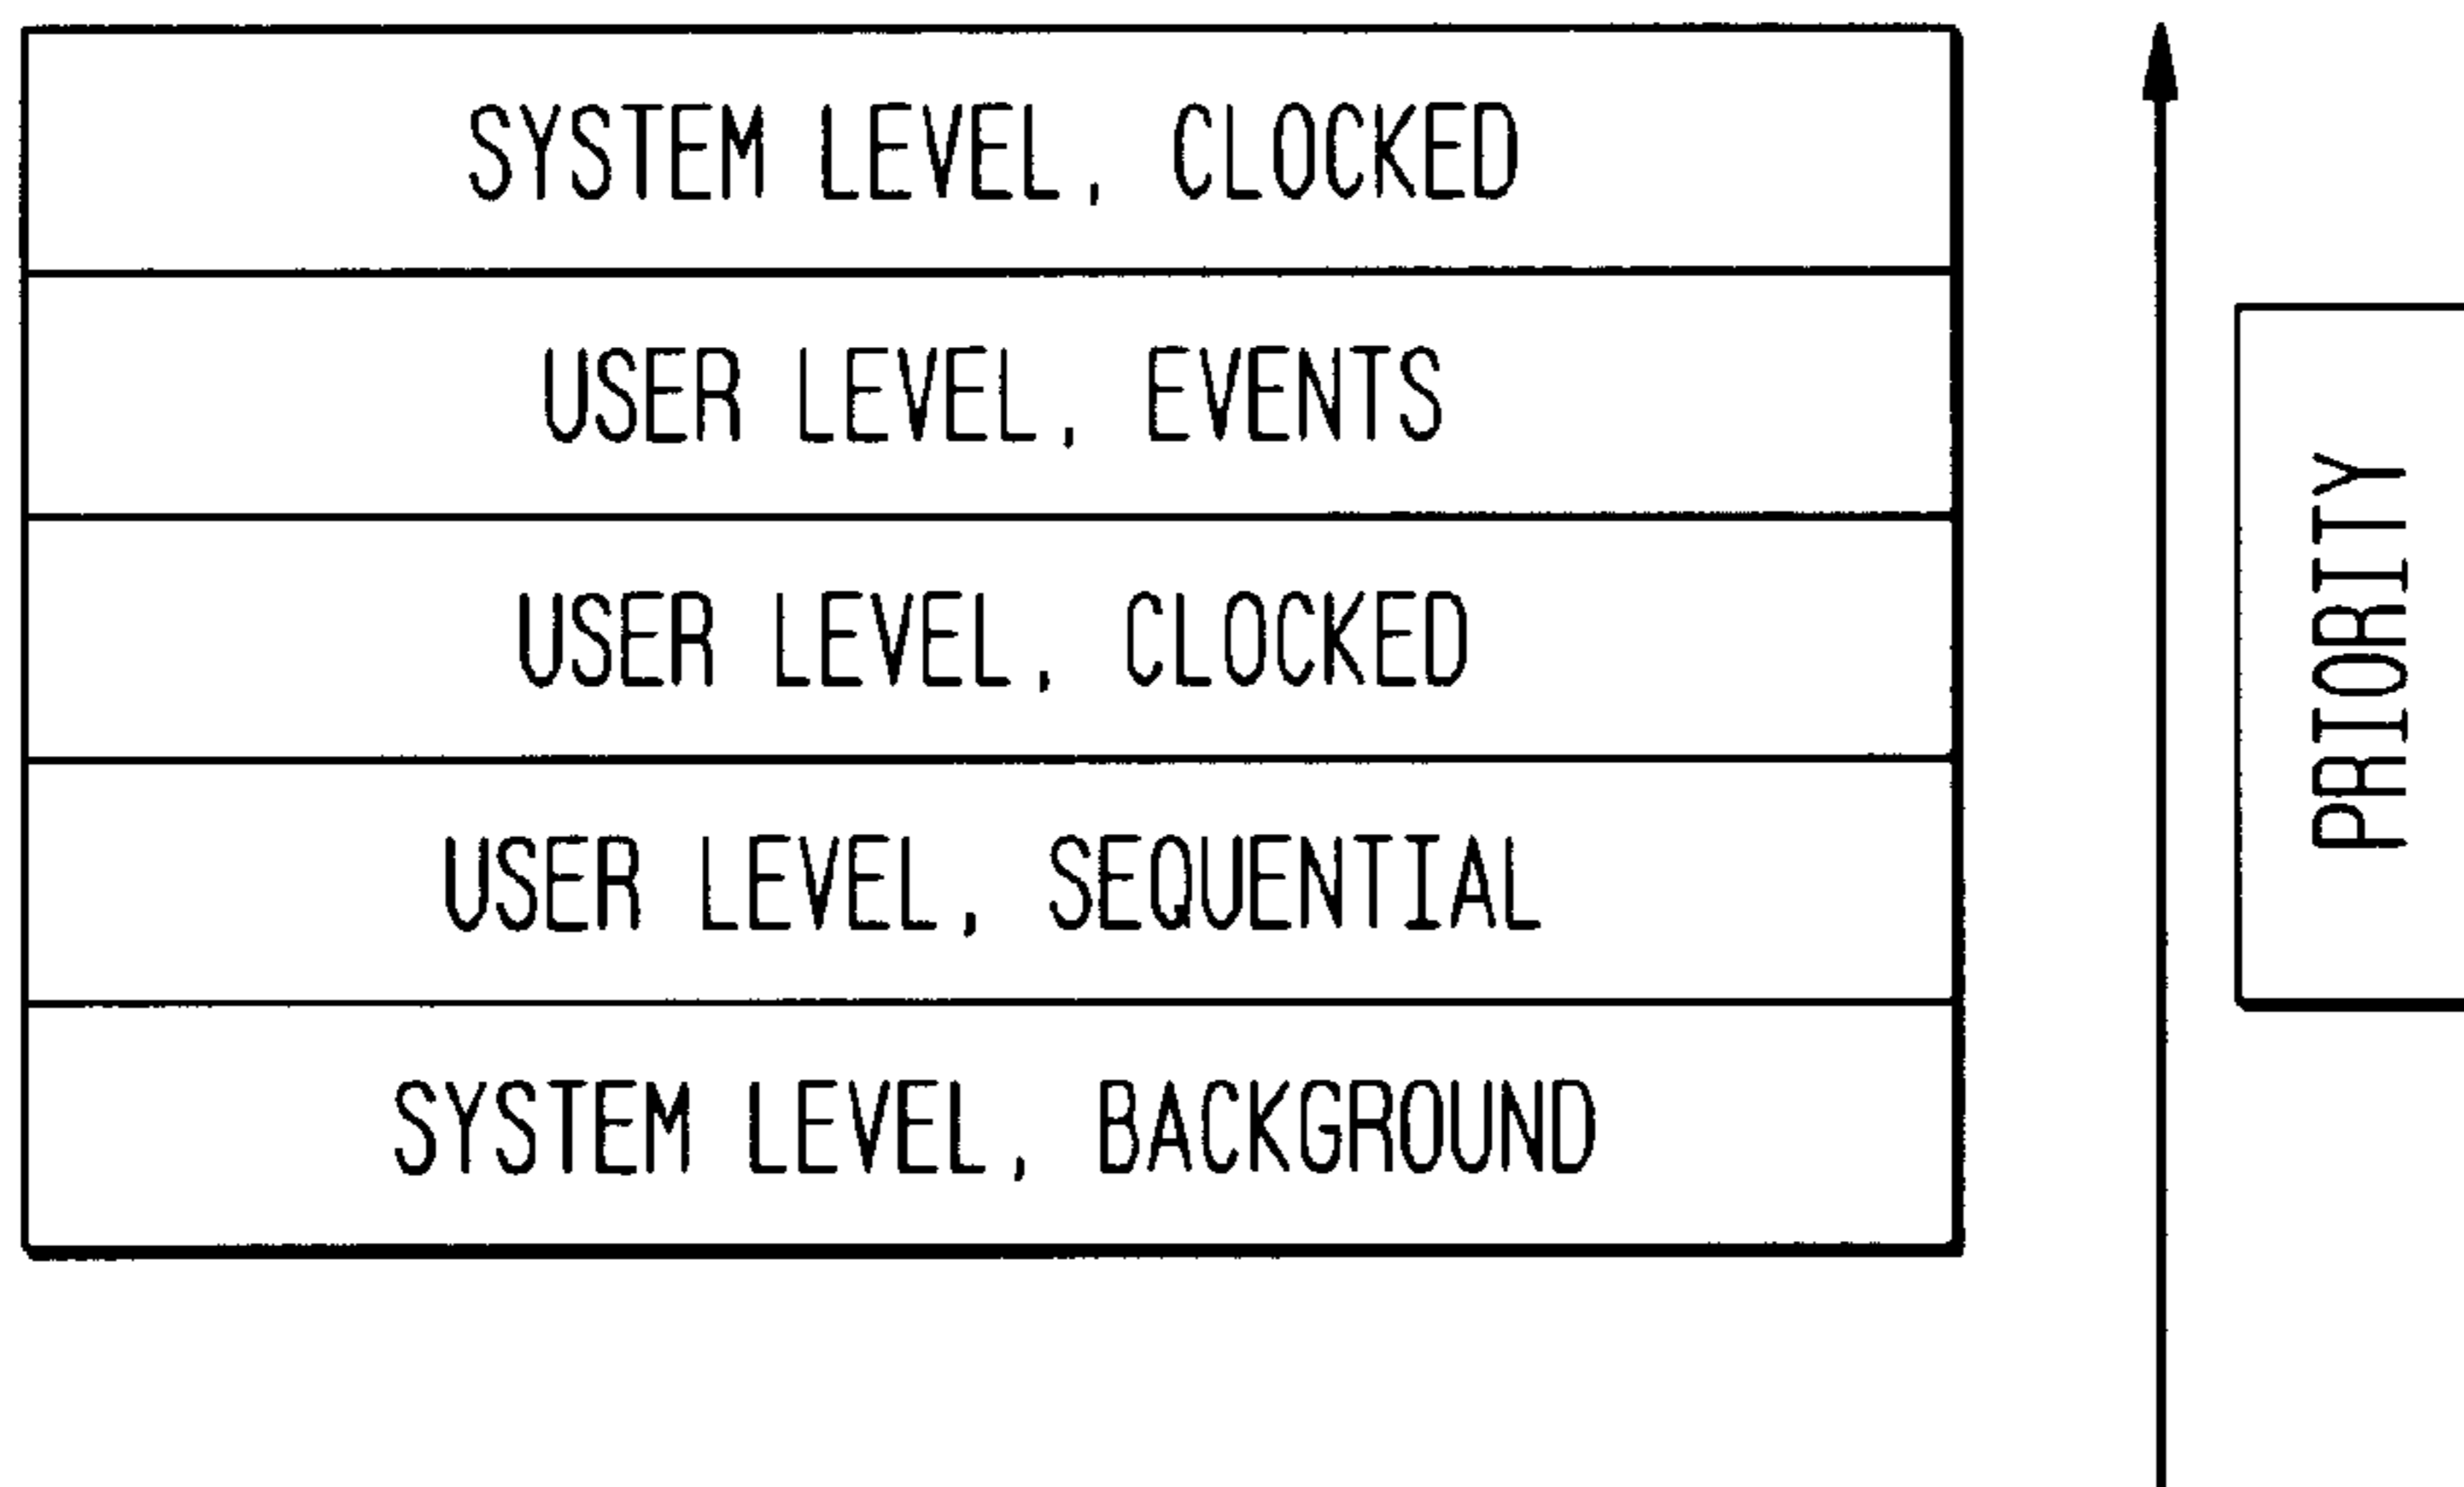 SYSTEM LEVEL, CLOCKED
USER LEVEL, EVENTS
USER LEVEL, CLOCKED
USER LEVEL, SEQUENTIAL
SYSTEM LEVEL, BACKGROUND
PRIORITY